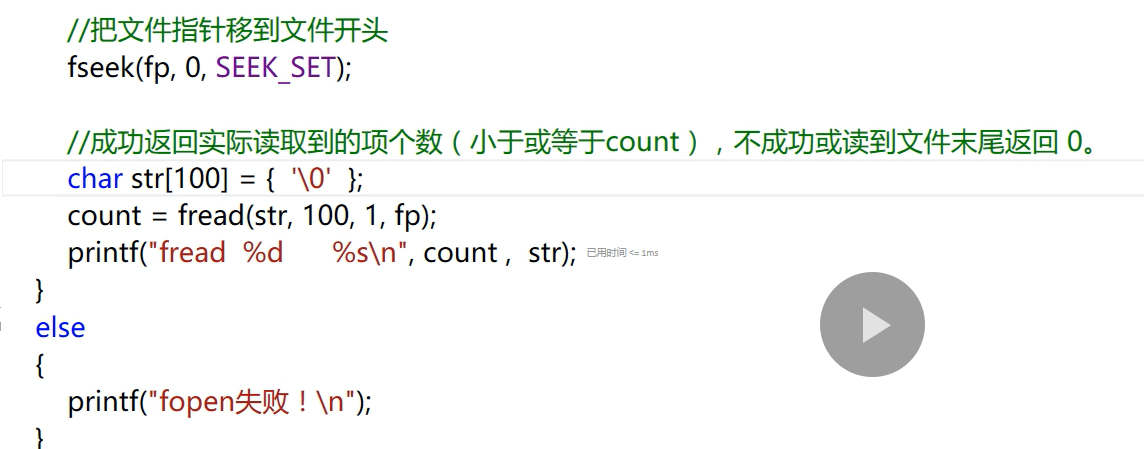 //把文件指针移到文件开头
fseek(fp, 0, SEEK_SET);
//成功返回实际读取到的项个数（小于或等于count），不成功或读到文件末尾返回 0。
char str[100] = {  '\0'  };
count = fread(str, 100, 1, fp);
printf("fread  %d      %s\n", count ,  str); 已用时间 <= 1ms
}
else
{
printf("fopen失败！\n");
}